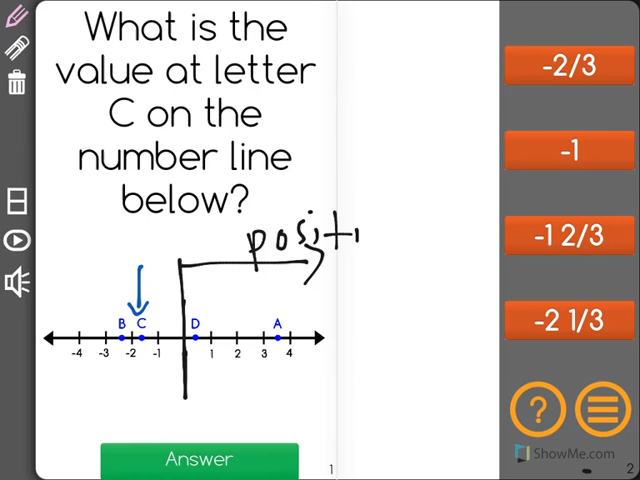 What is the
value at letter
C on the
number line
below?
positi
B C D A
-4 -3 -2 -1 1 2 3 4
Answer
1
-2/3
-1
-1 2/3
-2 1/3
?
ShowMe.com
2